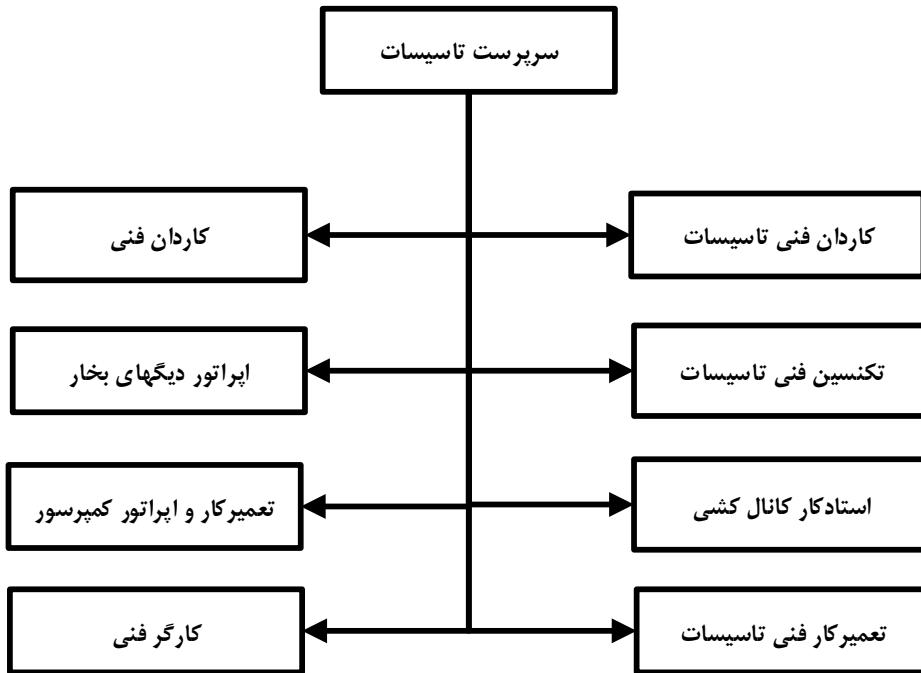 سرپرست تاسیسات
کاردان فنی تاسیسات
کاردان فنی
تکنسین فنی تاسیسات
اپراتور دیگهای بخار
استادکار کانال کشی
تعمیرکار و اپراتور کمپرسور
تعمیرکار فنی تاسیسات
کارگر فنی